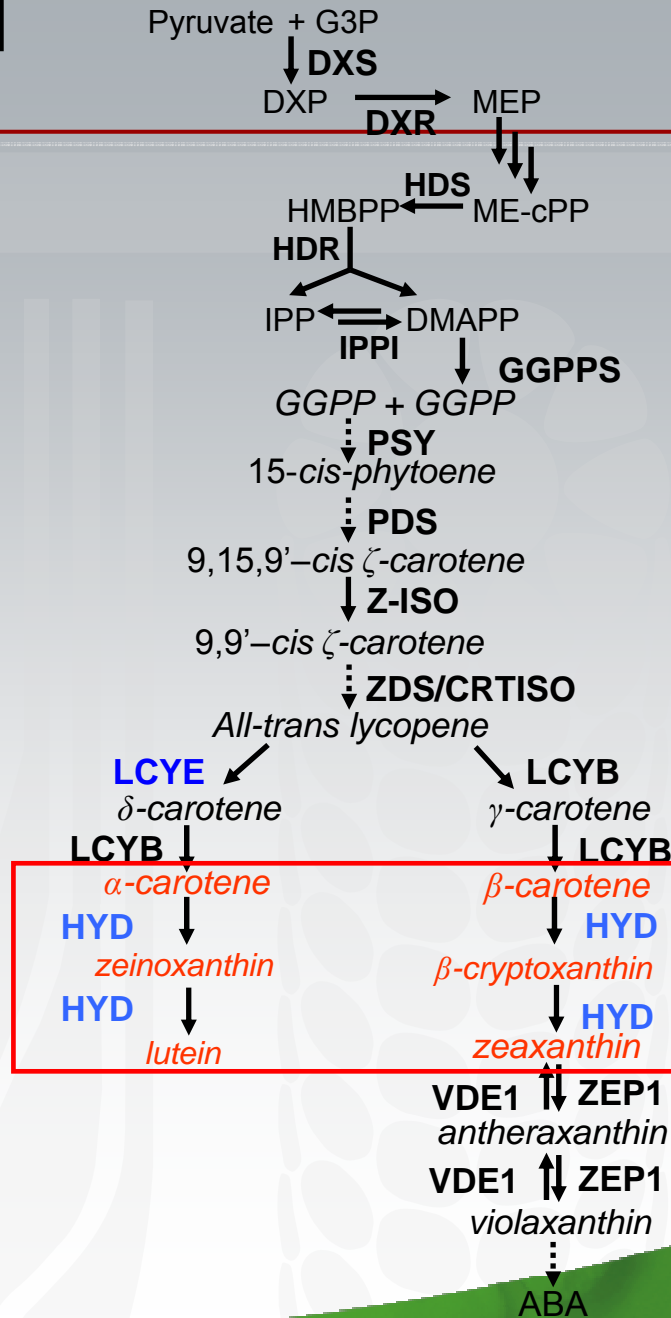 Pyruvate + G3P
DXS
DXP MEP
DXR
HDS
HMBPP ME-cPP
HDR
IPP DMAPP
IPPI
GGPPS
GGPP + GGPP
PSY
15-cis-phytoene
PDS
9,15,9’–cis ζ-carotene
Z-ISO
9,9’–cis ζ-carotene
ZDS/CRTISO
All-trans lycopene
LCYE LCYB
δ-carotene γ-carotene
LCYB LCYB
α-carotene β-carotene
HYD HYD
zeinoxanthin β-cryptoxanthin
HYD HYD
lutein zeaxanthin
VDE1 ZEP1
antheraxanthin
VDE1 ZEP1
violaxanthin
ABA